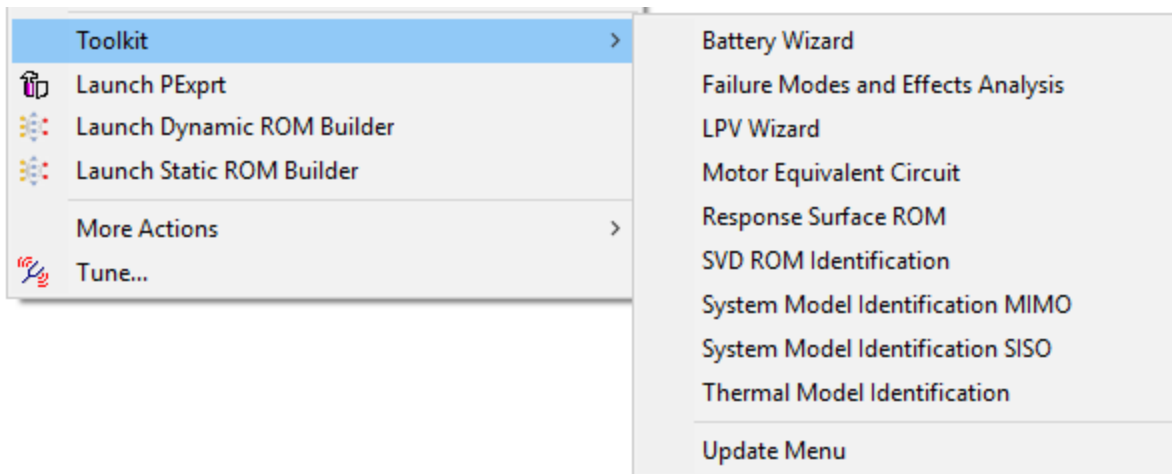 Toolkit
Launch PExprt
Launch Dynamic ROM Builder
Launch Static ROM Builder
More Actions
Tune...
Battery Wizard
Failure Modes and Effects Analysis
LPV Wizard
Motor Equivalent Circuit
Response Surface ROM
SVD ROM Identification
System Model Identification MIMO
System Model Identification SISO
Thermal Model Identification
Update Menu